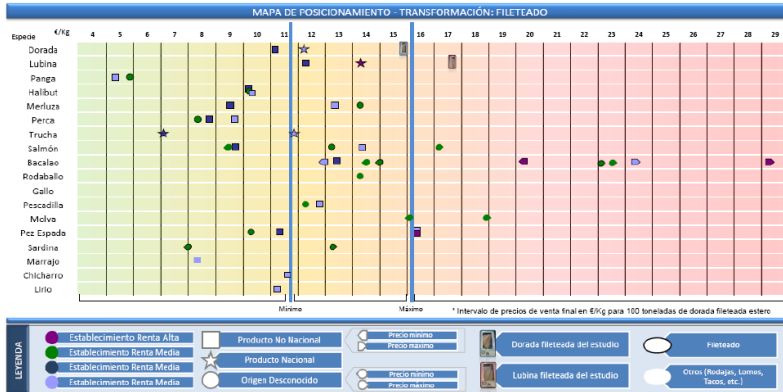 MAPA DE POSICIONAMIENTO - TRANSFORMACIÓN: FILETEADO
Especie €/Kg 4 5 6 7 8 9 10 11 12 13 14 15 16 17 18 19 20 21 22 23 24 25 26 27 28 29
Dorada
Lubina
Panga
Halibut
Merluza
Perca
Trucha
Salmón
Bacalao
Rodaballo
Gallo
Pescadilla
Molva
Pez Espada
Sardina
Marrajo
Chicharro
Lirio
Mínimo Máximo * Intervalo de precios de venta final en €/Kg para 100 toneladas de dorada fileteada estero
LEYENDA
Establecimiento Renta Alta
Establecimiento Renta Media
Establecimiento Renta Media
Establecimiento Renta Media
Producto No Nacional
Producto Nacional
Origen Desconocido
Precio mínimo
Precio máximo
Precio mínimo
Precio máximo
Dorada fileteada del estudio
Lubina fileteada del estudio
Fileteado
Otros (Rodajas, Lomos, Tacos, etc.)